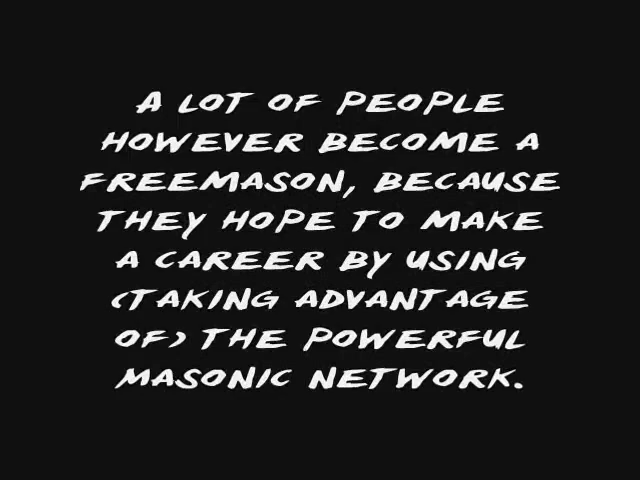 A LOT OF PEOPLE
HOWEVER BECOME A
FREEMASON, BECAUSE
THEY HOPE TO MAKE
A CAREER BY USING
(TAKING ADVANTAGE
OF) THE POWERFUL
MASONIC NETWORK.